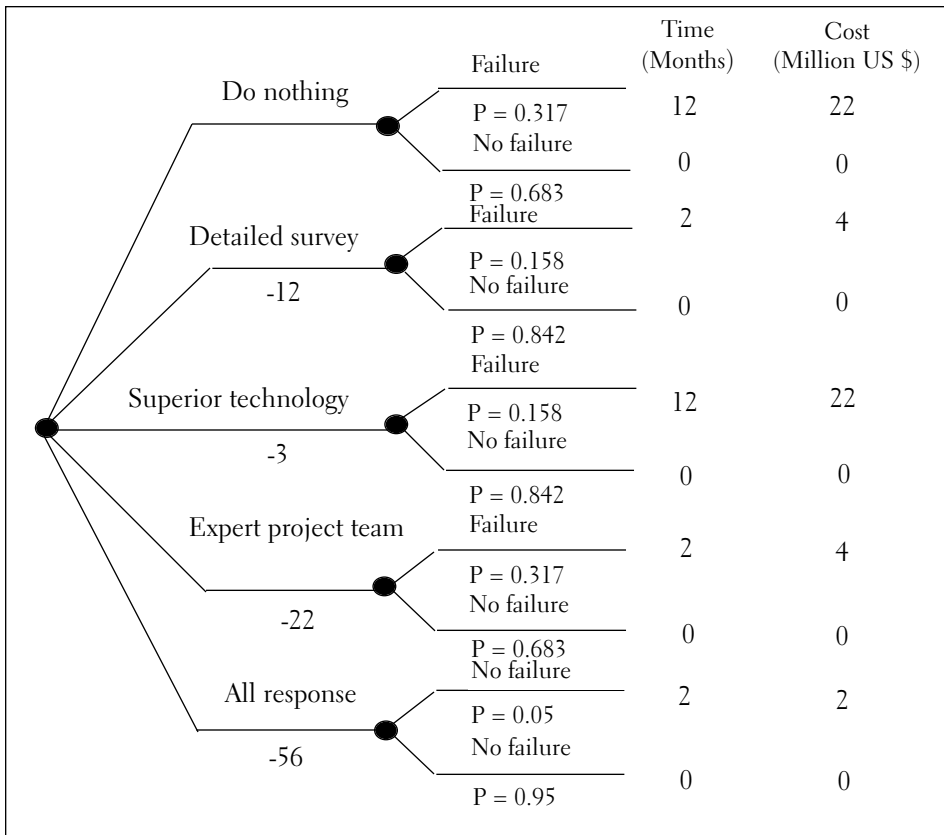 Time
(Months)
Cost
(Million US $)
Failure
Do nothing
12
22
P = 0.317
No failure
0
0
P = 0.683
Failure
2
4
Detailed survey
P = 0.158
No failure
-12
0
0
P = 0.842
Failure
Superior technology
12
22
P = 0.158
No failure
-3
0
0
P = 0.842
Failure
Expert project team
2
4
P = 0.317
No failure
-22
0
0
P = 0.683
No failure
All response
2
2
P = 0.05
No failure
-56
0
0
P = 0.95